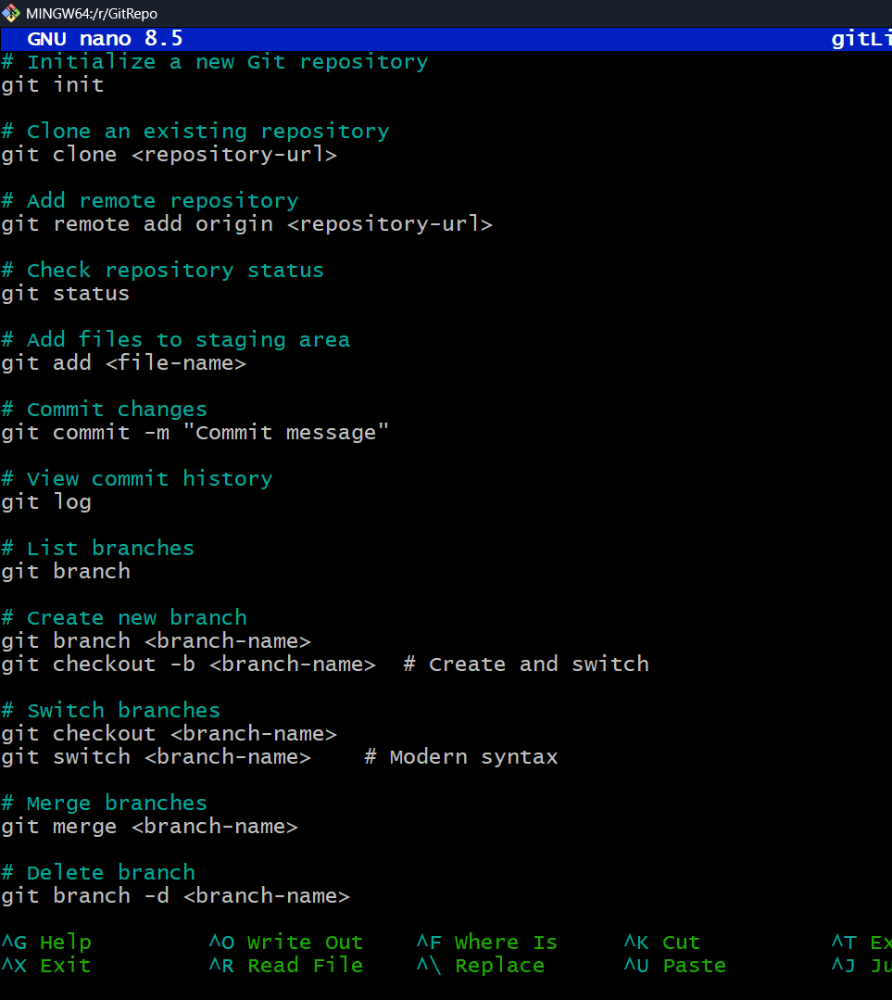 MINGW64:/r/GitRepo
GNU nano 8.5 gitLi
# Initialize a new Git repository
git init
# Clone an existing repository
git clone <repository-url>
# Add remote repository
git remote add origin <repository-url>
# Check repository status
git status
# Add files to staging area
git add <file-name>
# Commit changes
git commit -m "Commit message"
# View commit history
git log
# List branches
git branch
# Create new branch
git branch <branch-name>
git checkout -b <branch-name>  # Create and switch
# Switch branches
git checkout <branch-name>
git switch <branch-name>    # Modern syntax
# Merge branches
git merge <branch-name>
# Delete branch
git branch -d <branch-name>
^G Help ^O Write Out ^F Where Is ^K Cut ^T Ex
^X Exit ^R Read File ^\ Replace ^U Paste ^J Ju